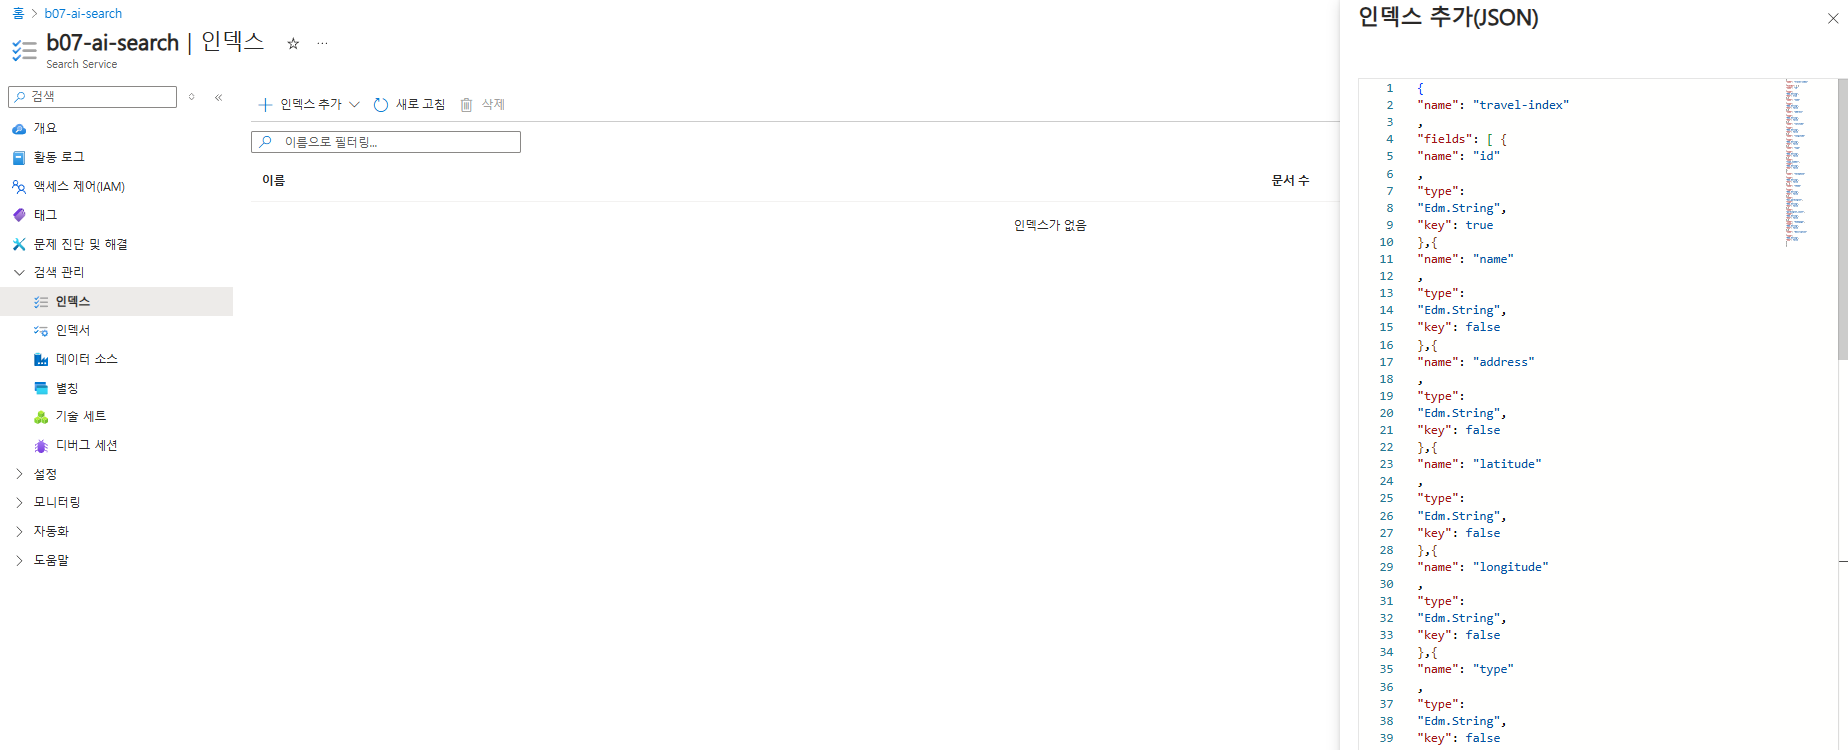 홈 > b07-ai-search
b07-ai-search | 인덱스 ☆ ...
Search Service
검색
개요
활동 로그
액세스 제어(IAM)
태그
문제 진단 및 해결
검색 관리
인덱스
인덱서
데이터 소스
별칭
기술 세트
디버그 세션
설정
모니터링
자동화
도움말
인덱스 추가 새로 고침 삭제
이름으로 필터링...
이름 문서 수
인덱스가 없음
인덱스 추가(JSON)
1 {
2 "name": "travel-index"
3 ,
4 "fields": [ {
5 "name": "id"
6 ,
7 "type":
8 "Edm.String",
9 "key": true
10 },{
11 "name": "name"
12 ,
13 "type":
14 "Edm.String",
15 "key": false
16 },{
17 "name": "address"
18 ,
19 "type":
20 "Edm.String",
21 "key": false
22 },{
23 "name": "latitude"
24 ,
25 "type":
26 "Edm.String",
27 "key": false
28 },{
29 "name": "longitude"
30 ,
31 "type":
32 "Edm.String",
33 "key": false
34 },{
35 "name": "type"
36 ,
37 "type":
38 "Edm.String",
39 "key": false